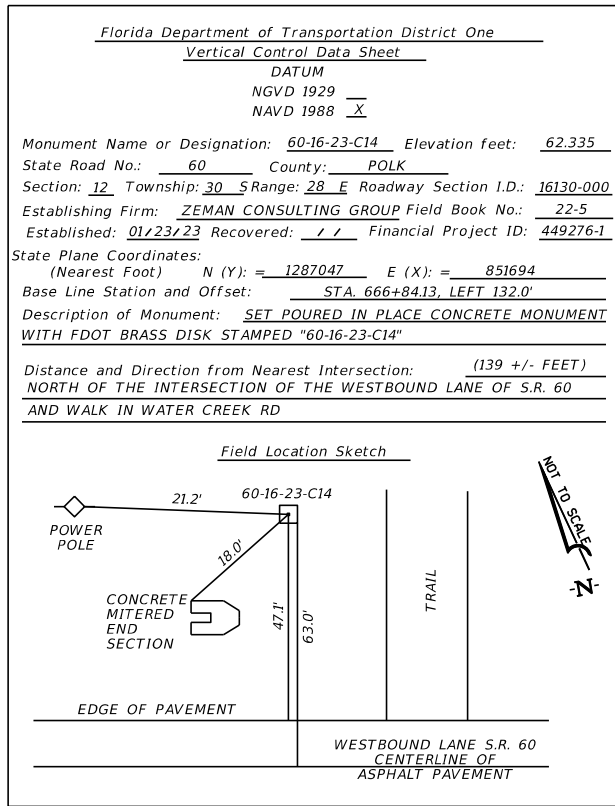 Florida Department of Transportation District One
Vertical Control Data Sheet
DATUM
NGVD 1929 __
NAVD 1988 X
Monument Name or Designation: 60-16-23-C14 Elevation feet: 62.335
State Road No.: 60 County: POLK
Section: 12 Township: 30 S Range: 28 E Roadway Section I.D.: 16130-000
Establishing Firm: ZEMAN CONSULTING GROUP Field Book No.: 22-5
Established: 01/23/23 Recovered: / / Financial Project ID: 449276-1
State Plane Coordinates:
(Nearest Foot) N (Y): = 1287047 E (X): = 851694
Base Line Station and Offset: STA. 666+84.13, LEFT 132.0'
Description of Monument: SET POURED IN PLACE CONCRETE MONUMENT
WITH FDOT BRASS DISK STAMPED "60-16-23-C14"
Distance and Direction from Nearest Intersection: (139 +/- FEET)
NORTH OF THE INTERSECTION OF THE WESTBOUND LANE OF S.R. 60
AND WALK IN WATER CREEK RD
Field Location Sketch
21.2'
60-16-23-C14
POWER
POLE
18.0'
NOT TO SCALE
-N-
CONCRETE
MITERED
END
SECTION
47.1'
63.0'
TRAIL
EDGE OF PAVEMENT
WESTBOUND LANE S.R. 60
CENTERLINE OF
ASPHALT PAVEMENT